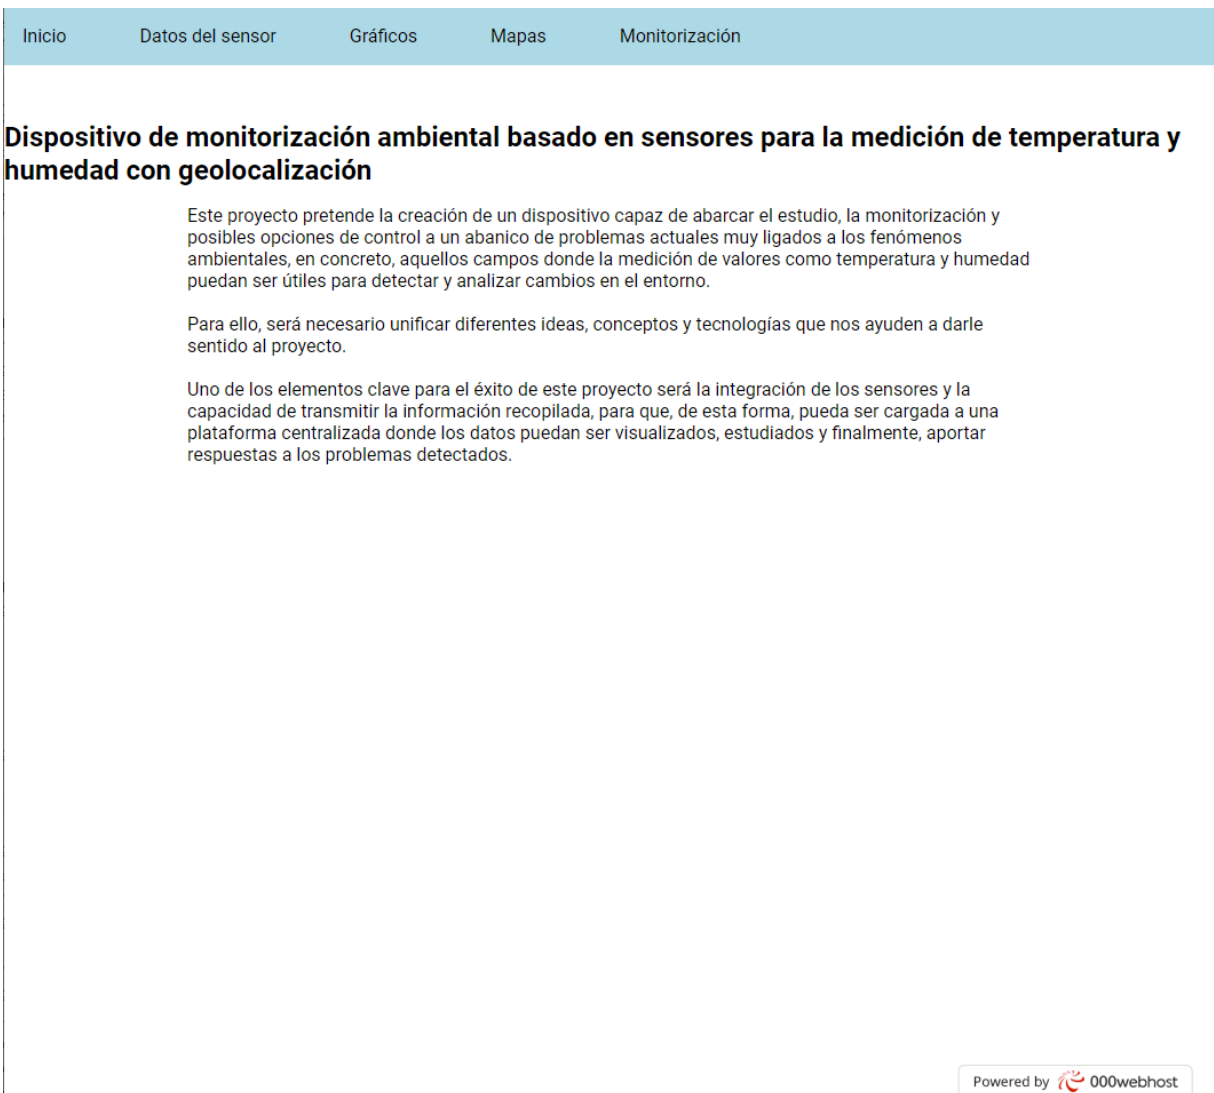 Inicio Datos del sensor Gráficos Mapas Monitorización
Dispositivo de monitorización ambiental basado en sensores para la medición de temperatura y
humedad con geolocalización
Este proyecto pretende la creación de un dispositivo capaz de abarcar el estudio, la monitorización y
posibles opciones de control a un abanico de problemas actuales muy ligados a los fenómenos
ambientales, en concreto, aquellos campos donde la medición de valores como temperatura y humedad
puedan ser útiles para detectar y analizar cambios en el entorno.
Para ello, será necesario unificar diferentes ideas, conceptos y tecnologías que nos ayuden a darle
sentido al proyecto.
Uno de los elementos clave para el éxito de este proyecto será la integración de los sensores y la
capacidad de transmitir la información recopilada, para que, de esta forma, pueda ser cargada a una
plataforma centralizada donde los datos puedan ser visualizados, estudiados y finalmente, aportar
respuestas a los problemas detectados.
Powered by 000webhost